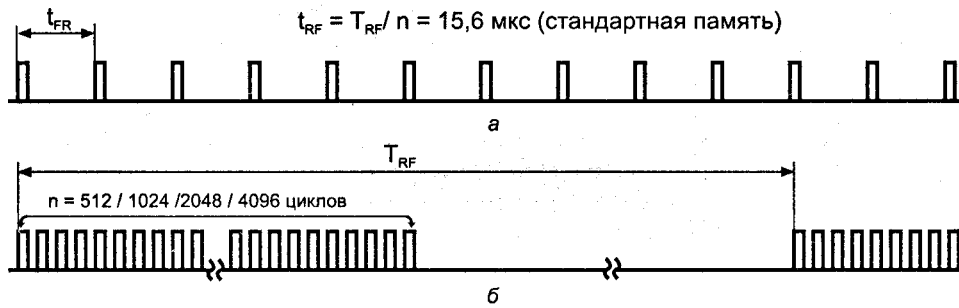 t_FR
t_RF = T_RF/ n = 15,6 мкс (стандартная память)
а
T_RF
n = 512 / 1024 /2048 / 4096 циклов
б